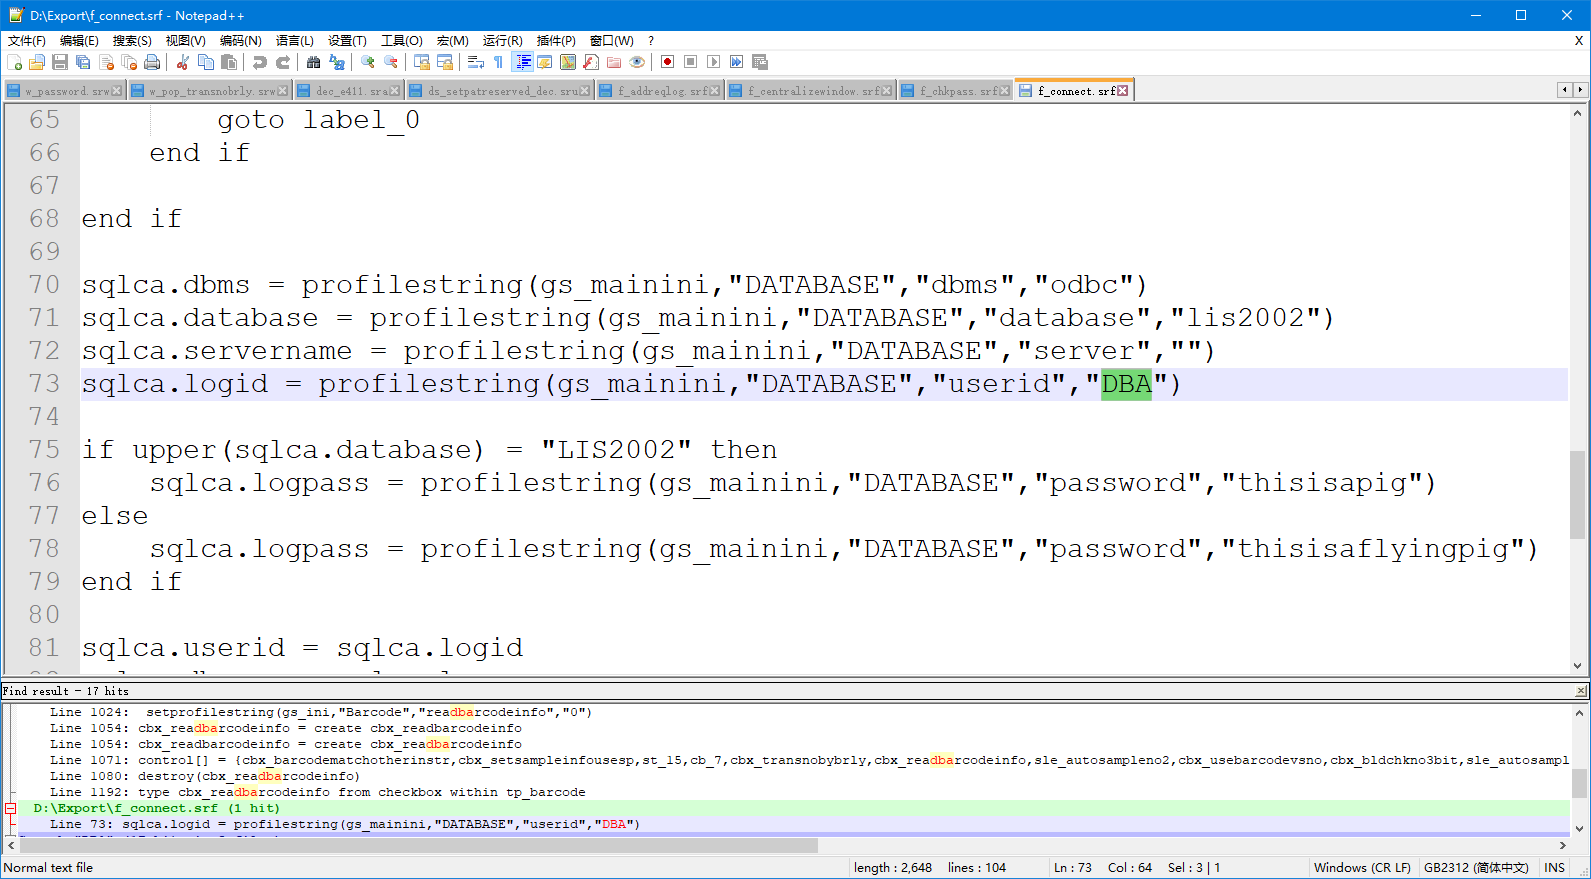 D:\Export\f_connect.srf - Notepad++
文件(F) 编辑(E) 搜索(S) 视图(V) 编码(N) 语言(L) 设置(T) 工具(O) 宏(M) 运行(R) 插件(P) 窗口(W) ? X
w_password.srw w_pop_transnobrly.srw dec_e411.sra ds_setpatreserved_dec.sru f_addreqlog.srf f_centralizewindow.srf f_chkpass.srf f_connect.srf
65 goto label_0
66 end if
67
68 end if
69
70 sqlca.dbms = profilestring(gs_mainini,"DATABASE","dbms","odbc")
71 sqlca.database = profilestring(gs_mainini,"DATABASE","database","lis2002")
72 sqlca.servername = profilestring(gs_mainini,"DATABASE","server","")
73 sqlca.logid = profilestring(gs_mainini,"DATABASE","userid","DBA")
74
75 if upper(sqlca.database) = "LIS2002" then
76 sqlca.logpass = profilestring(gs_mainini,"DATABASE","password","thisisapig")
77 else
78 sqlca.logpass = profilestring(gs_mainini,"DATABASE","password","thisisaflyingpig")
79 end if
80
81 sqlca.userid = sqlca.logid
Find result - 17 hits
Line 1024: setprofilestring(gs_ini,"Barcode","readbarcodeinfo","0")
Line 1054: cbx_readbarcodeinfo = create cbx_readbarcodeinfo
Line 1054: cbx_readbarcodeinfo = create cbx_readbarcodeinfo
Line 1071: control[] = {cbx_barcodematchotherinstr,cbx_setsampleinfousesp,st_15,cb_7,cbx_transnobybrly,cbx_readbarcodeinfo,sle_autosampleno2,cbx_usebarcodevsno,cbx_bldchkno3bit,sle_autosampl
Line 1080: destroy(cbx_readbarcodeinfo)
Line 1192: type cbx_readbarcodeinfo from checkbox within tp_barcode
D:\Export\f_connect.srf (1 hit)
Line 73: sqlca.logid = profilestring(gs_mainini,"DATABASE","userid","DBA")
Normal text file length : 2,648 lines : 104 Ln : 73 Col : 64 Sel : 3 | 1 Windows (CR LF) GB2312 (简体中文) INS